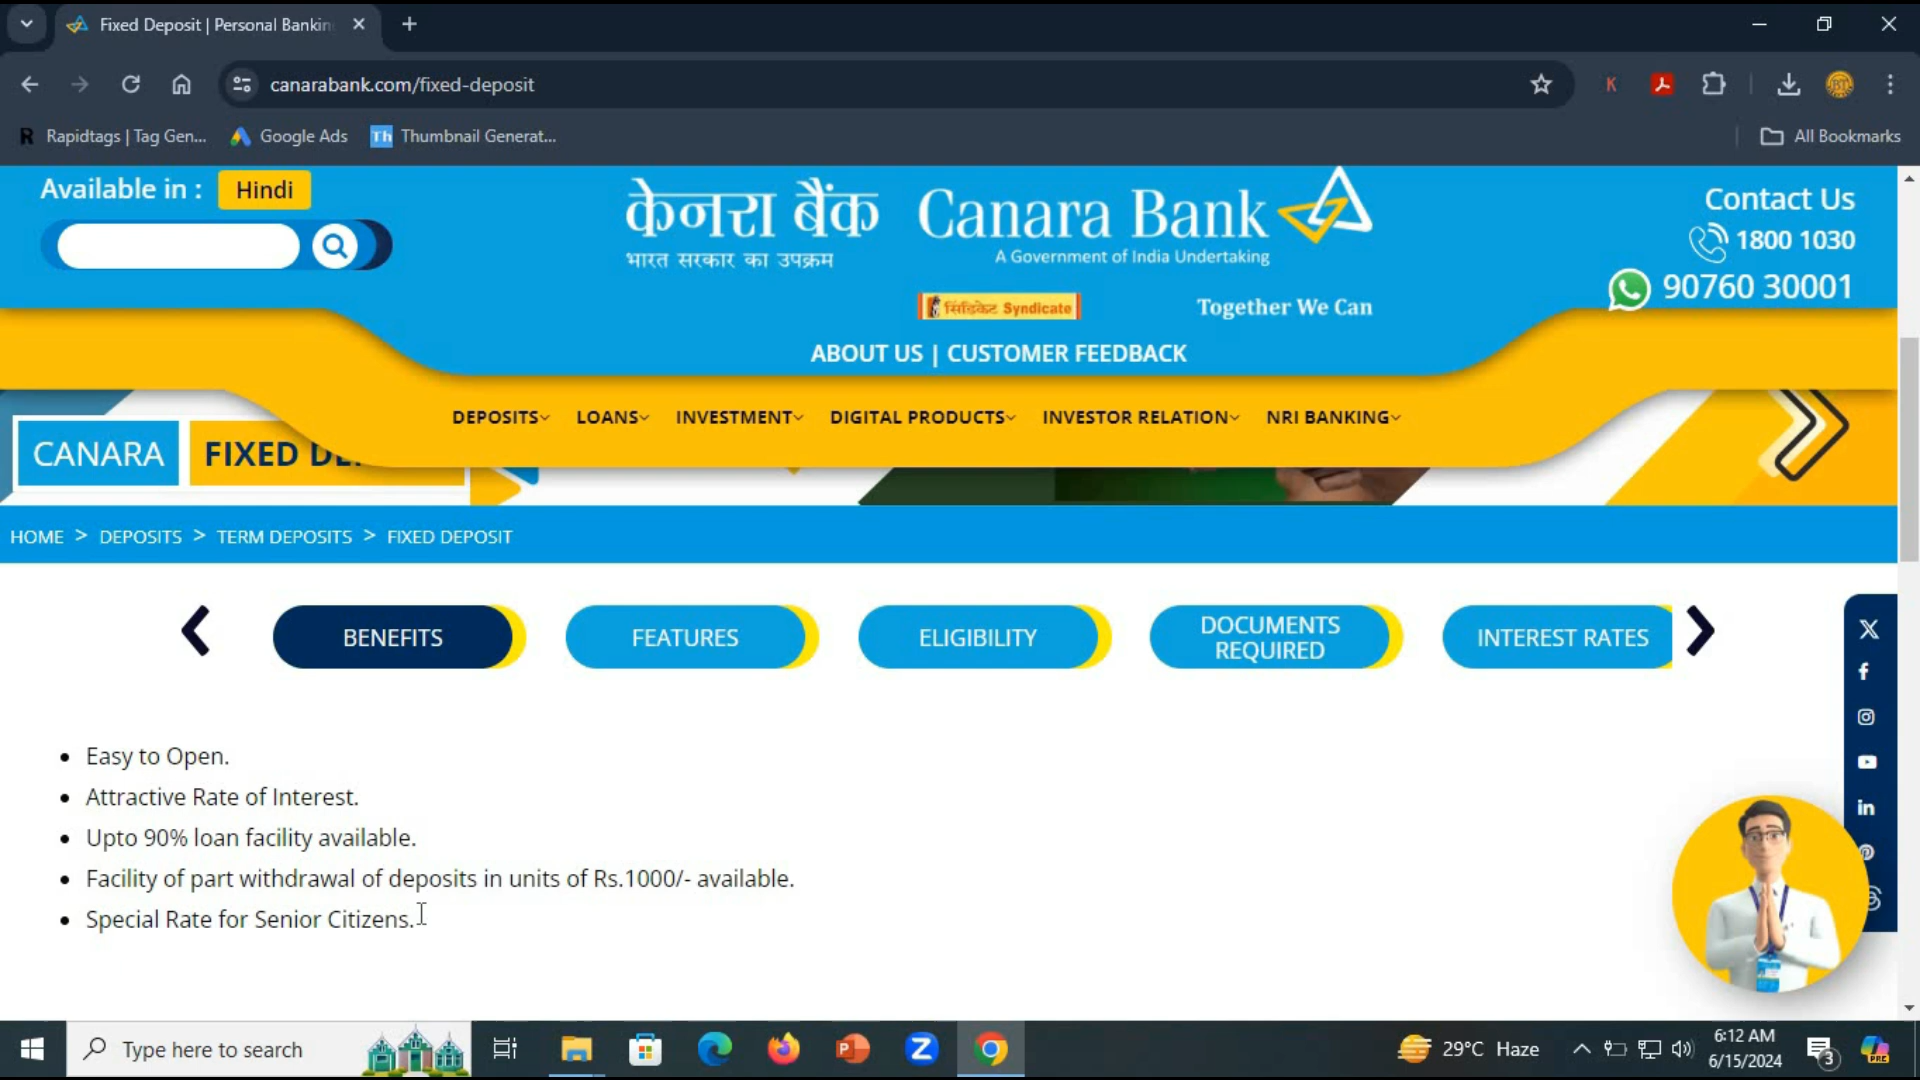 Fixed Deposit | Personal Bankin
canarabank.com/fixed-deposit
Rapidtags | Tag Gen...
Google Ads
Th
Thumbnail Generat...
All Bookmarks
Available in :
Hindi
केनरा बैंक
भारत सरकार का उपक्रम
Canara Bank
A Government of India Undertaking
सिंडिकेट Syndicate
Together We Can
Contact Us
1800 1030
90760 30001
ABOUT US | CUSTOMER FEEDBACK
DEPOSITS
LOANS
INVESTMENT
DIGITAL PRODUCTS
INVESTOR RELATION
NRI BANKING
CANARA
FIXED DE
HOME > DEPOSITS > TERM DEPOSITS > FIXED DEPOSIT
BENEFITS
FEATURES
ELIGIBILITY
DOCUMENTS
REQUIRED
INTEREST RATES
• Easy to Open.
• Attractive Rate of Interest.
• Upto 90% loan facility available.
• Facility of part withdrawal of deposits in units of Rs.1000/- available.
• Special Rate for Senior Citizens.
Type here to search
29°C Haze
6:12 AM
6/15/2024
3
PRE